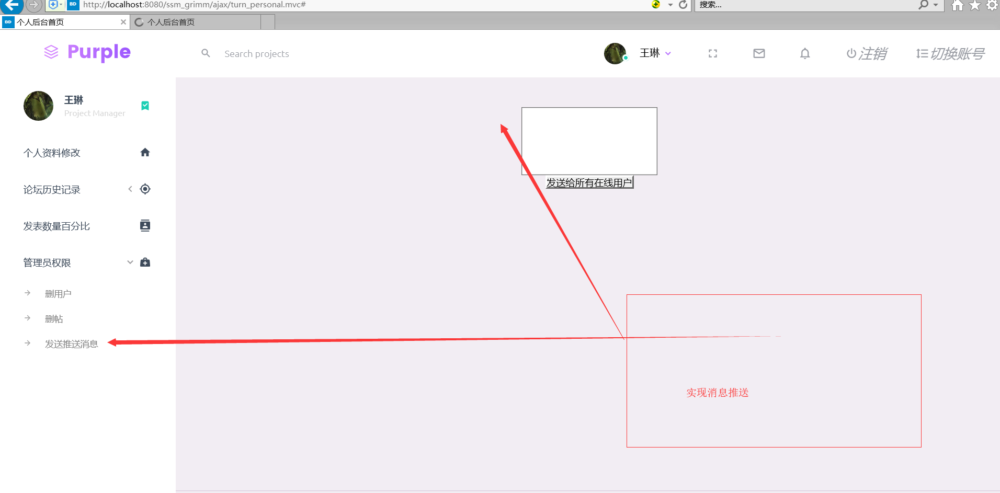 http://localhost:8080/ssm_grimm/ajax/turn_personal.mvc#
搜索...
BD
BD 个人后台首页
个人后台首页
Purple
Search projects
王琳
注销
切换账号
王琳
Project Manager
个人资料修改
论坛历史记录
发表数量百分比
管理员权限
删用户
删帖
发送推送消息
发送给所有在线用户
实现消息推送